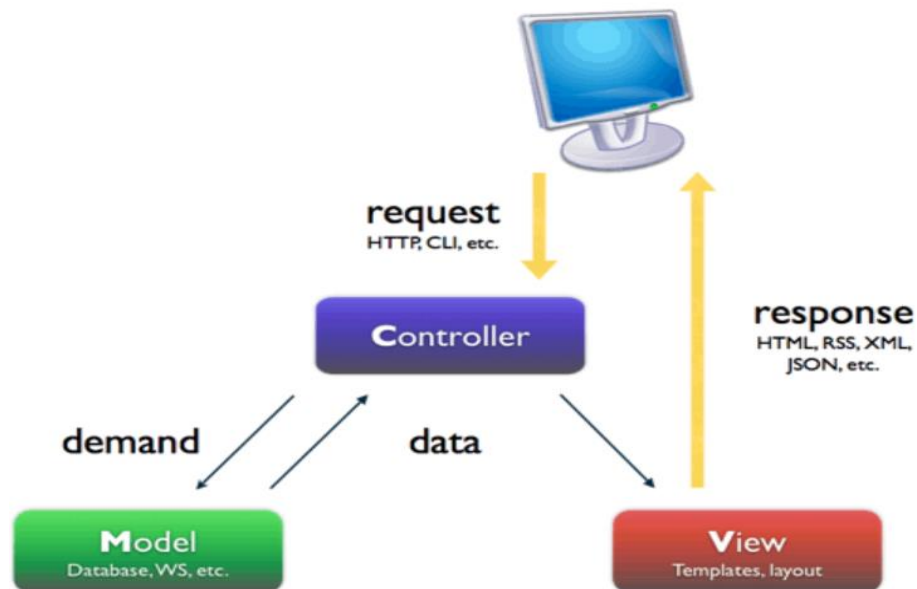 request
HTTP, CLI, etc.
Controller
response
HTML, RSS, XML,
JSON, etc.
demand
data
Model
Database, WS, etc.
View
Templates, layout